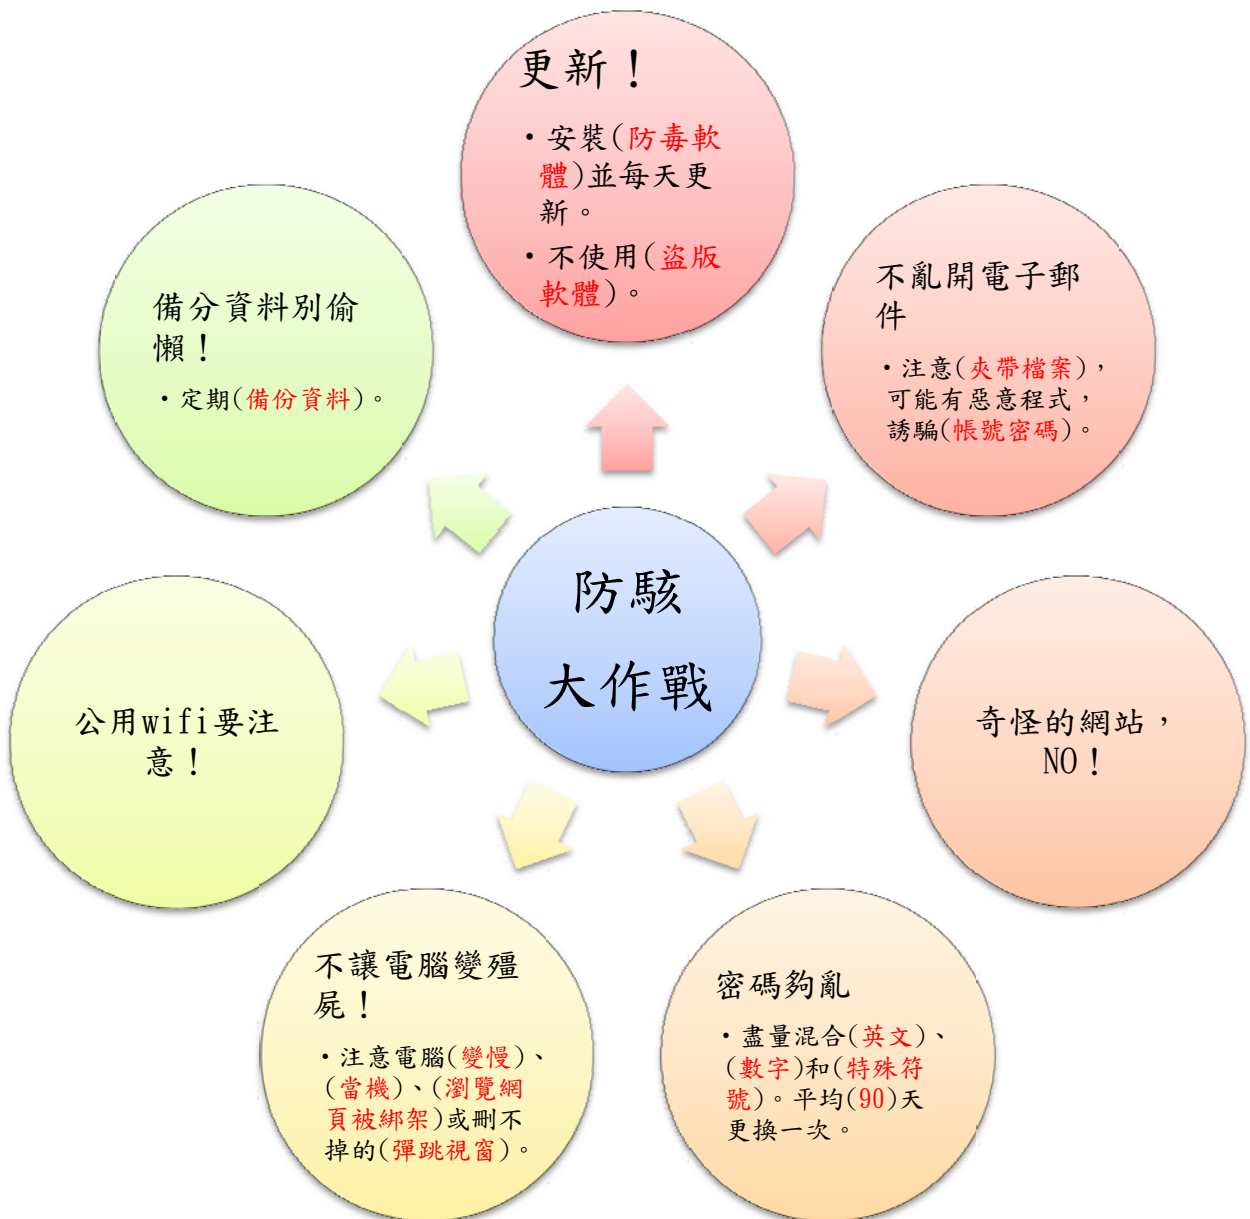 更新！
・安裝(防毒軟
體)並每天更
新。
・不使用(盜版
軟體)。
不亂開電子郵
件
・注意(夾帶檔案)，
可能有惡意程式，
誘騙(帳號密碼)。
奇怪的網站，
NO！
密碼夠亂
・盡量混合(英文)、
(數字)和(特殊符
號)。平均(90)天
更換一次。
不讓電腦變殭
屍！
・注意電腦(變慢)、
(當機)、(瀏覽網
頁被綁架)或刪不
掉的(彈跳視窗)。
公用wifi要注
意！
備分資料別偷
懶！
・定期(備份資料)。
防駭
大作戰